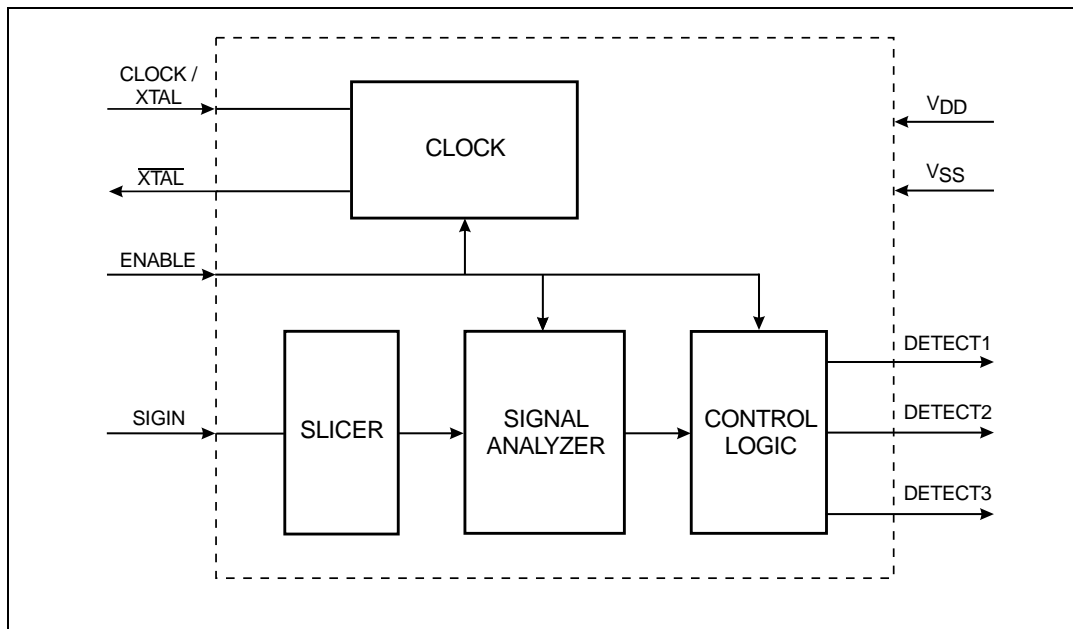 CLOCK /
XTAL
CLOCK
VDD
XTAL
VSS
ENABLE
DETECT1
SIGIN
SLICER
SIGNAL
ANALYZER
CONTROL
LOGIC
DETECT2
DETECT3